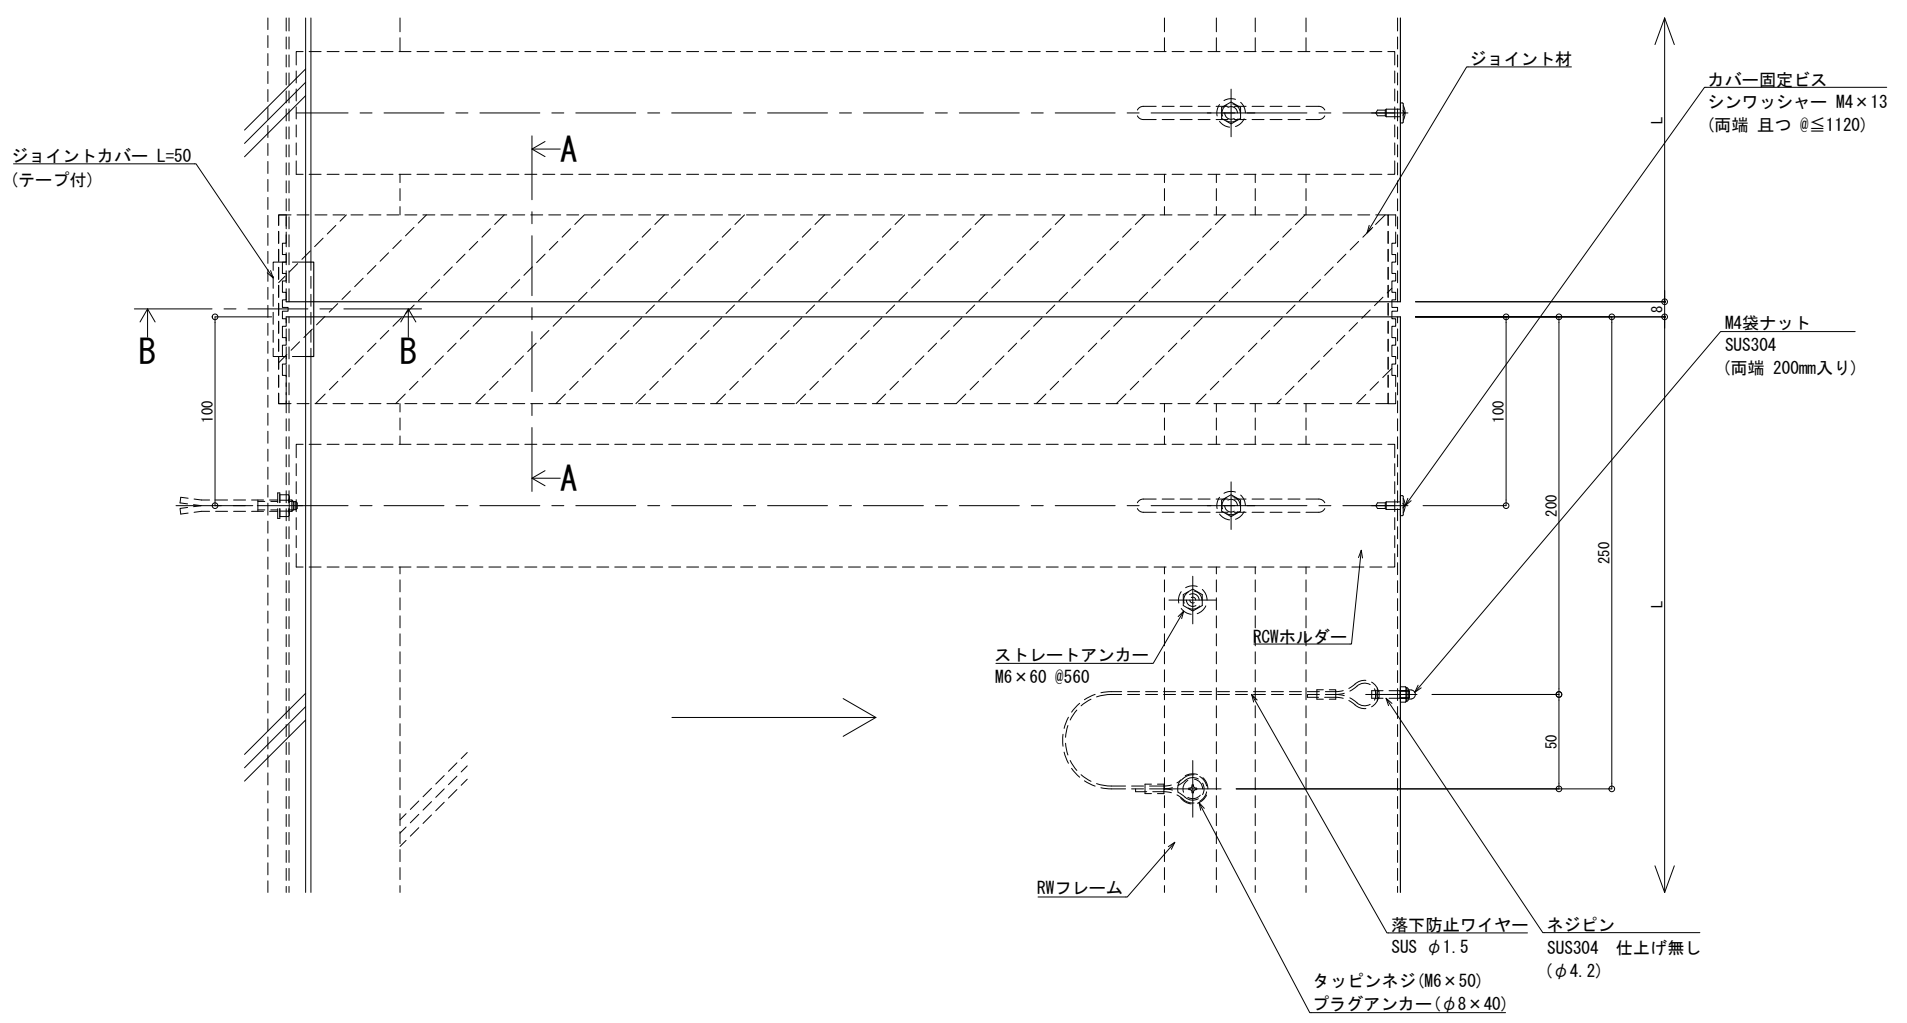 ジョイント材
カバー固定ビス
シンワッシャー M4×13
(両端 且つ @≦1120)
L
A
ジョイントカバー L=50
(テープ付)
8
M4袋ナット
SUS304
(両端 200mm入り)
B
B
100
100
A
200
250
L
RCWホルダー
ストレートアンカー
M6×60 @560
50
RWフレーム
落下防止ワイヤー
SUS φ1.5
ネジピン
SUS304 仕上げ無し
(φ4.2)
タッピンネジ(M6×50)
プラグアンカー(φ8×40)